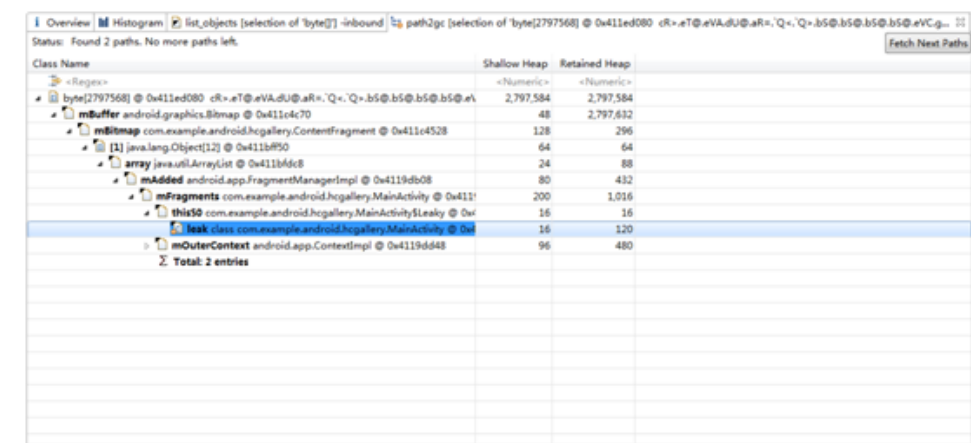 i Overview Histogram list_objects [selection of 'byte[]'] -inbound path2gc [selection of 'byte[2797568] @ 0x411ed080 cR>.eT@.eVA.dU@.aR=.`Q<.`Q>.bS@.bS@.bS@.bS@.eVC.g...
Status: Found 2 paths. No more paths left. Fetch Next Paths
Class Name Shallow Heap Retained Heap
<Regex> <Numeric> <Numeric>
byte[2797568] @ 0x411ed080 cR>.eT@.eVA.dU@.aR=.`Q<.`Q>.bS@.bS@.bS@.bS@.eV 2,797,584 2,797,584
mBuffer android.graphics.Bitmap @ 0x411c4c70 48 2,797,632
mBitmap com.example.android.hcgallery.ContentFragment @ 0x411c4528 128 296
[1] java.lang.Object[12] @ 0x411bff50 64 64
array java.util.ArrayList @ 0x411bfdc8 24 88
mAdded android.app.FragmentManagerImpl @ 0x4119db08 80 432
mFragments com.example.android.hcgallery.MainActivity @ 0x4119 200 1,016
this$0 com.example.android.hcgallery.MainActivity$Leaky @ 0x4 16 16
leak class com.example.android.hcgallery.MainActivity @ 0x4 16 120
mOuterContext android.app.ContextImpl @ 0x4119dd48 96 480
Σ Total: 2 entries